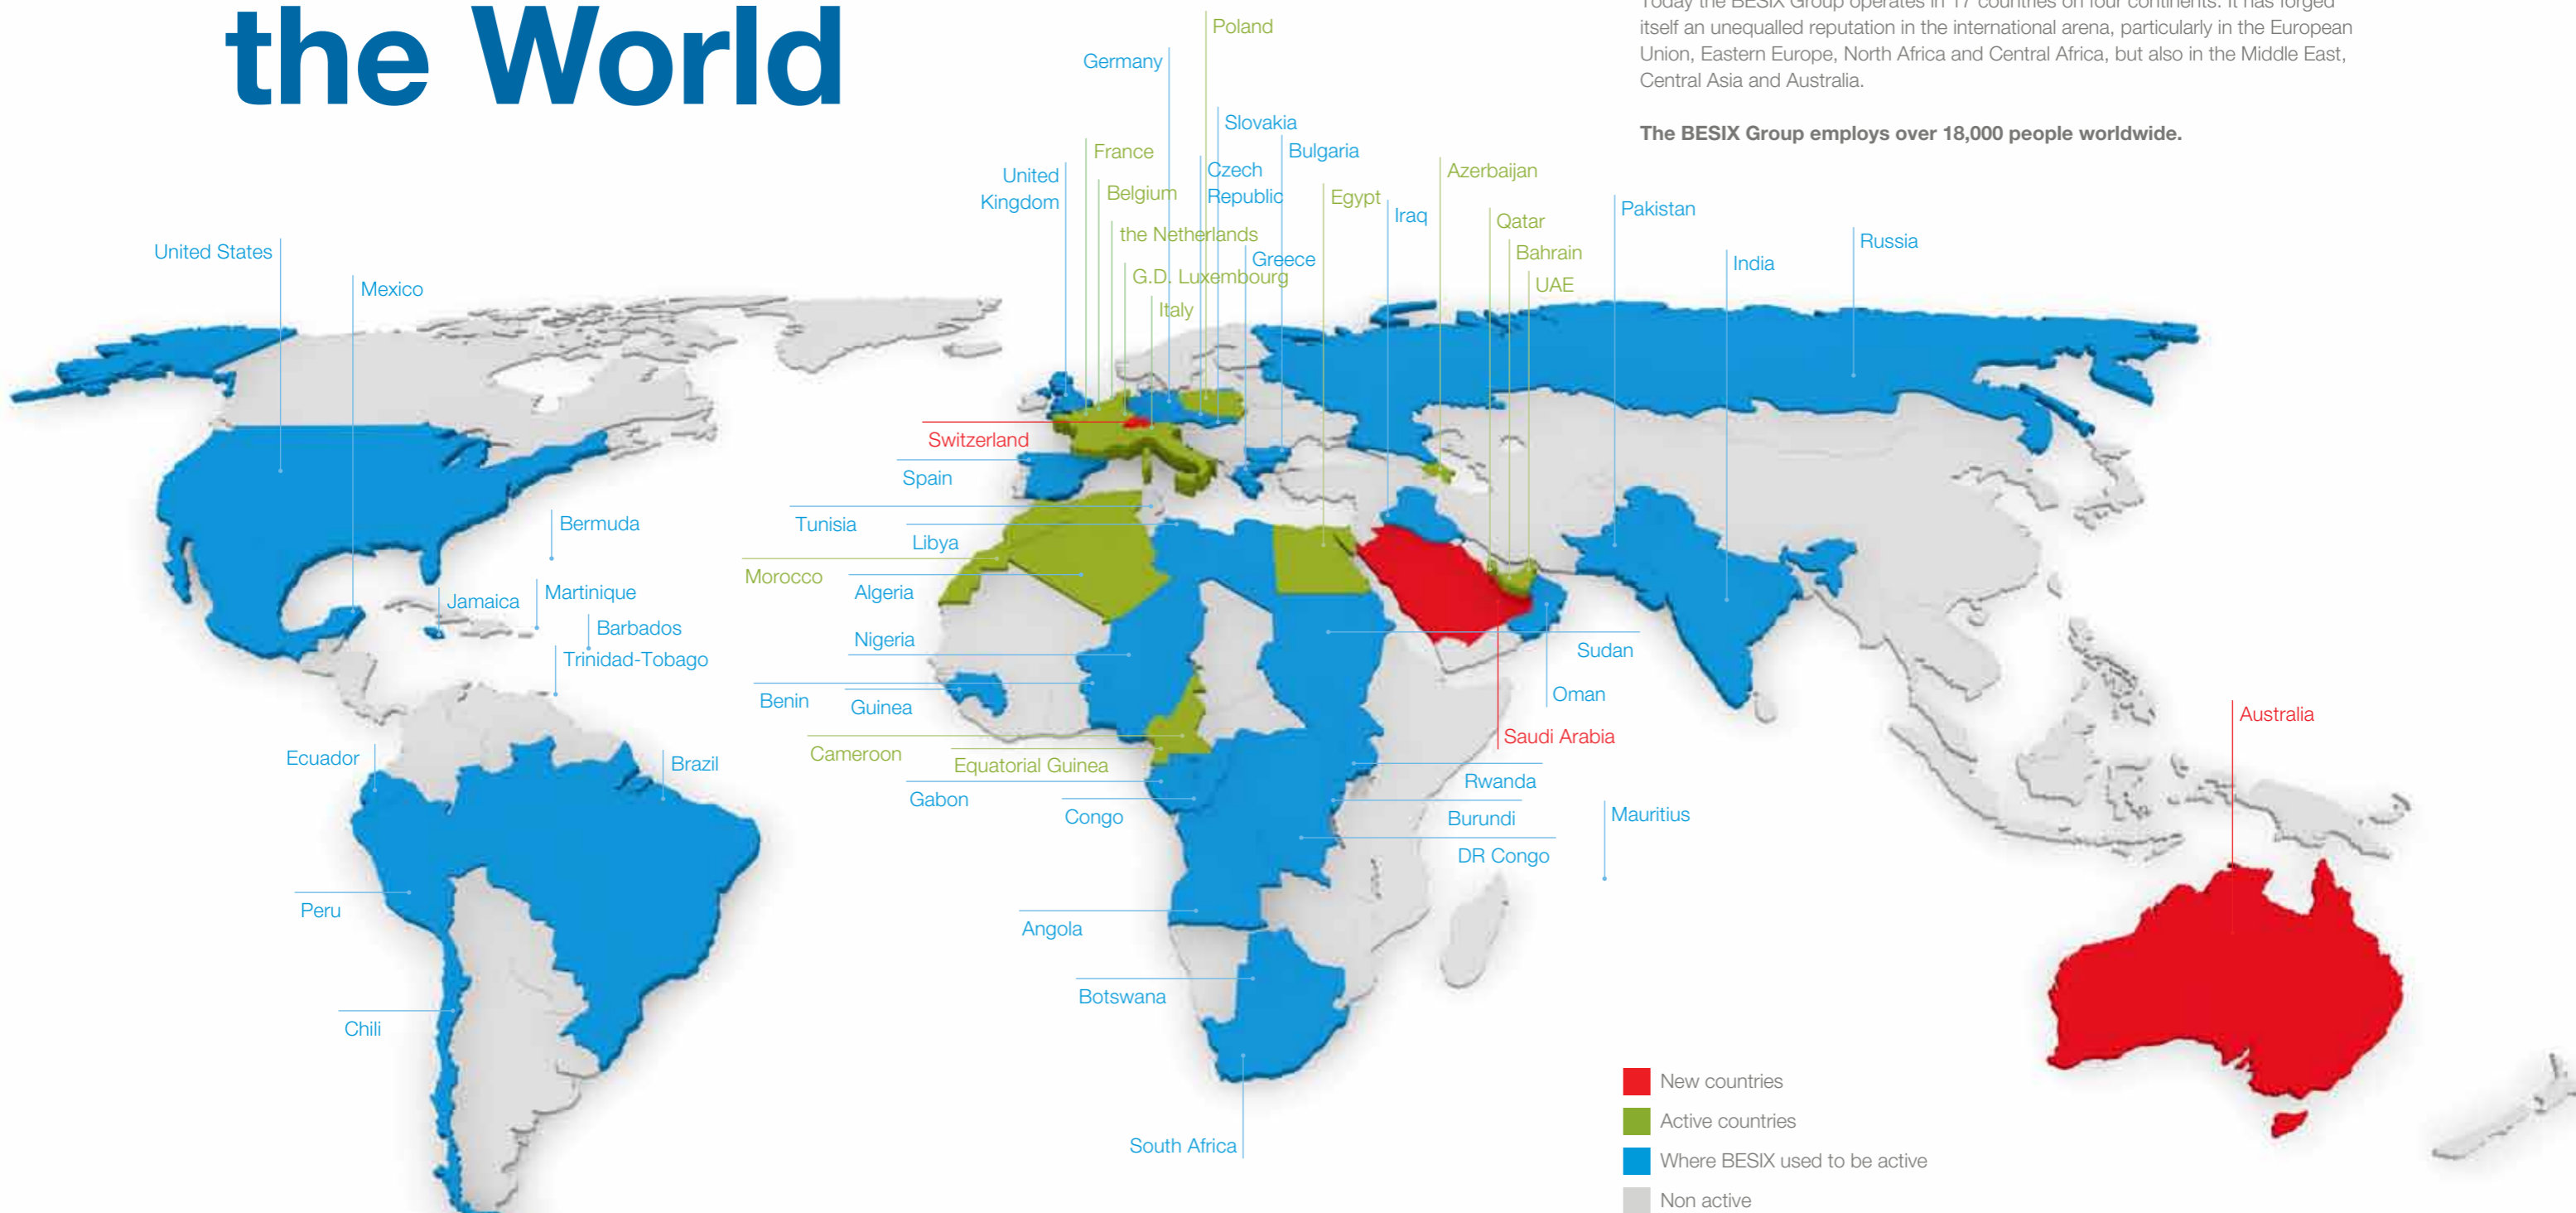 the World
Today the BESIX Group operates in 17 countries on four continents. It has forged
itself an unequalled reputation in the international arena, particularly in the European
Union, Eastern Europe, North Africa and Central Africa, but also in the Middle East,
Central Asia and Australia.
The BESIX Group employs over 18,000 people worldwide.
Poland
Germany
Slovakia
Bulgaria
France
Czech
Republic
United
Kingdom
Belgium
Egypt
Azerbaijan
Iraq
Pakistan
Qatar
the Netherlands
Russia
Bahrain
Greece
India
G.D. Luxembourg
UAE
Italy
United States
Mexico
Switzerland
Spain
Tunisia
Libya
Morocco
Algeria
Nigeria
Benin
Guinea
Cameroon
Equatorial Guinea
Gabon
Congo
Angola
Botswana
South Africa
Bermuda
Martinique
Jamaica
Barbados
Trinidad-Tobago
Ecuador
Brazil
Peru
Chili
Sudan
Oman
Saudi Arabia
Rwanda
Burundi
DR Congo
Mauritius
Australia
New countries
Active countries
Where BESIX used to be active
Non active